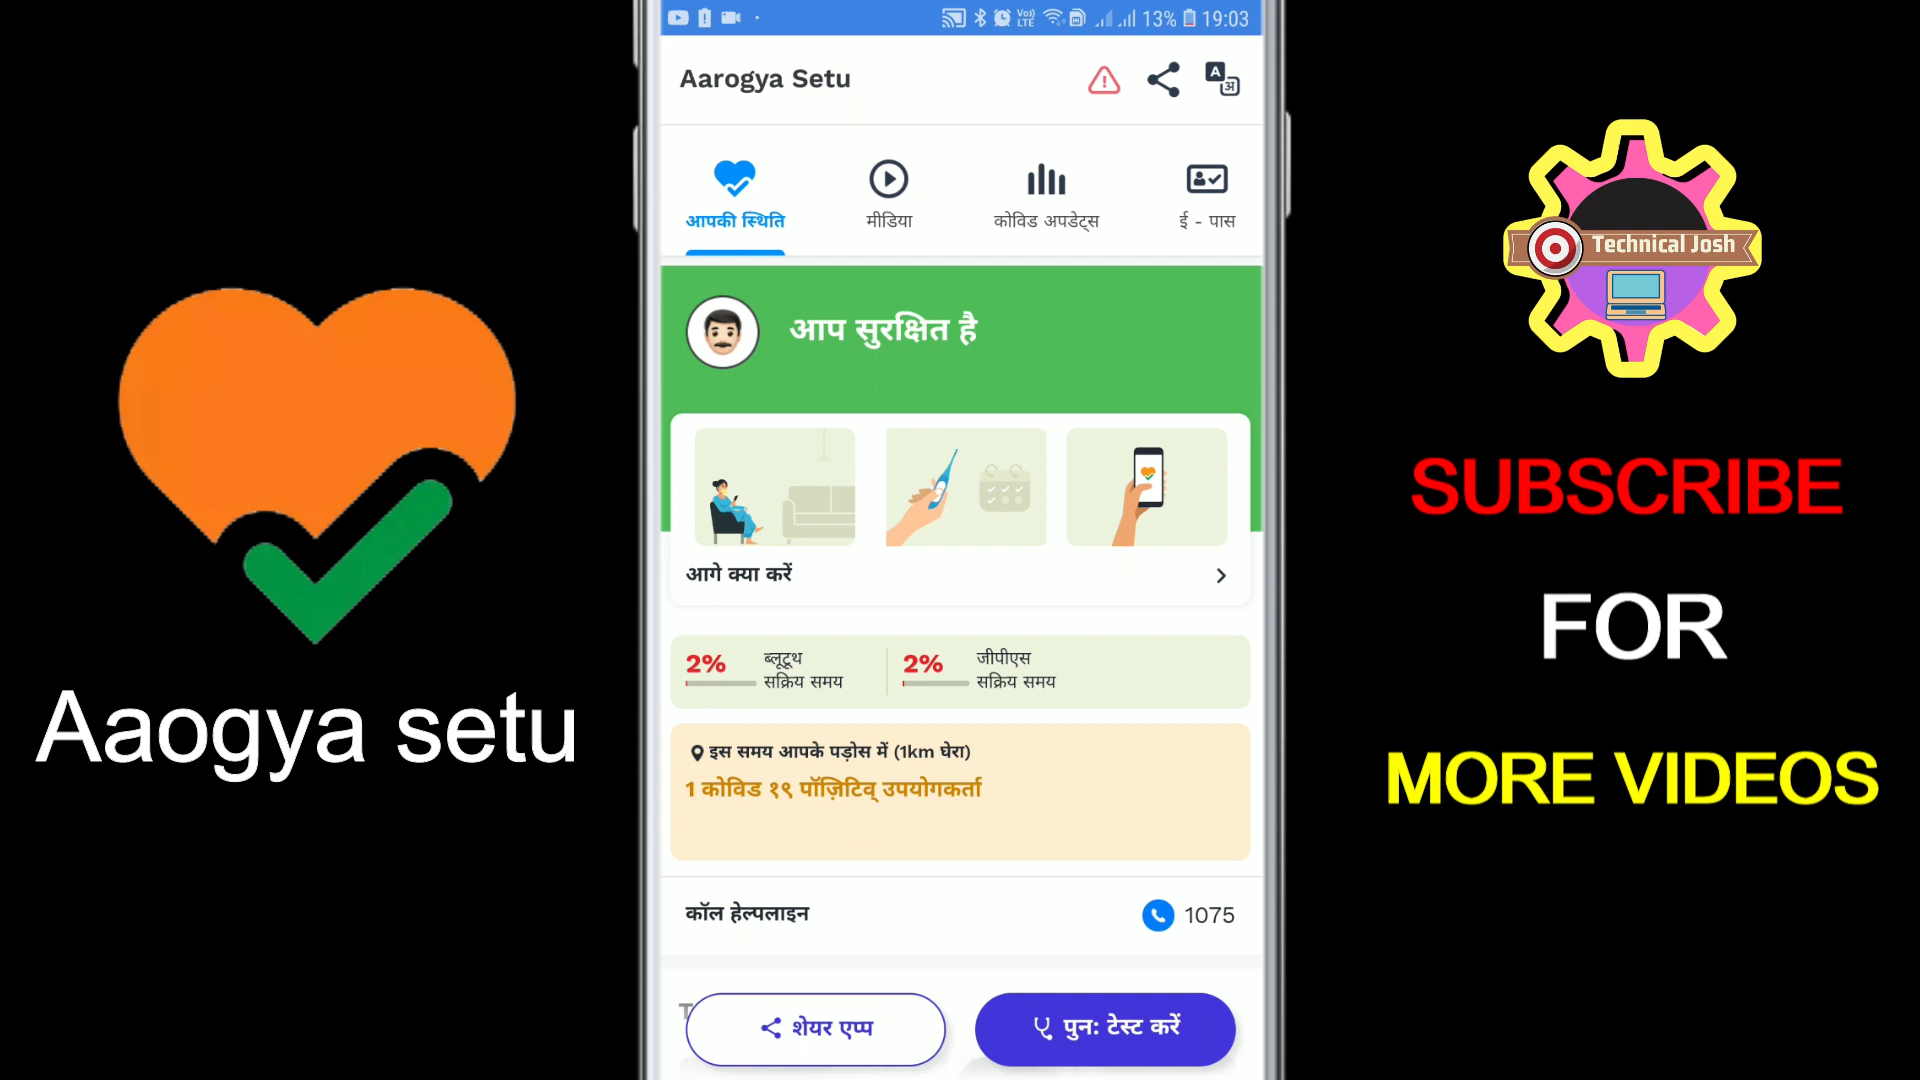 Aaogya setu
Vo)) LTE 13% 19:03
Aarogya Setu
A अ
आपकी स्थिति
मीडिया
कोविड अपडेट्स
ई - पास
आप सुरक्षित है
आगे क्या करें
2% ब्लूटूथ सक्रिय समय
2% जीपीएस सक्रिय समय
इस समय आपके पड़ोस में (1km घेरा)
1 कोविड १९ पॉज़िटिव् उपयोगकर्ता
कॉल हेल्पलाइन 1075
शेयर एप्प
पुनः टेस्ट करें
Technical Josh
SUBSCRIBE
FOR
MORE VIDEOS